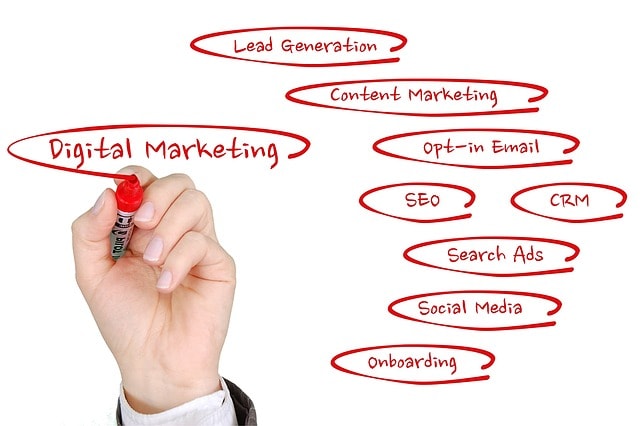 Lead Generation
Content Marketing
Digital Marketing
Opt-in Email
SEO
CRM
Search Ads
Social Media
Onboarding